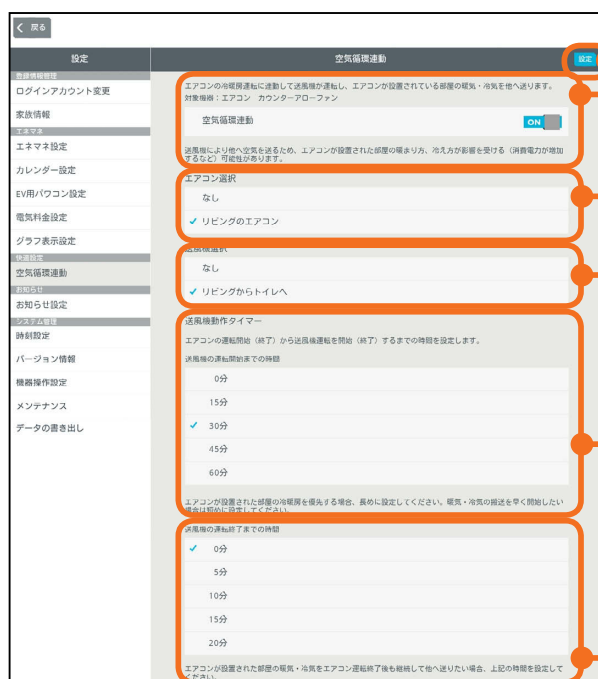 戻る
設定
空気循環連動
設定
登録情報管理
ログインアカウント変更
家族情報
エネマネ
エネマネ設定
カレンダー設定
EV用パワコン設定
電気料金設定
グラフ表示設定
快適設定
空気循環連動
お知らせ
お知らせ設定
システム管理
時刻設定
バージョン情報
機器操作設定
メンテナンス
データの書き出し
エアコンの冷暖房運転に連動して送風機が運転し、エアコンが設置されている部屋の暖気・冷気を他へ送ります。
対象機器：エアコン　カウンターアローファン
空気循環連動
ON
送風機により他へ空気を送るため、エアコンが設置された部屋の暖まり方、冷え方が影響を受ける（消費電力が増加
するなど）可能性があります。
エアコン選択
なし
✓ リビングのエアコン
送風機選択
なし
✓ リビングからトイレへ
送風機動作タイマー
エアコンの運転開始（終了）から送風機運転を開始（終了）するまでの時間を設定します。
送風機の運転開始までの時間
0分
15分
✓ 30分
45分
60分
エアコンが設置された部屋の冷暖房を優先する場合、長めに設定してください。暖気・冷気の搬送を早く開始したい
場合は短めに設定してください。
送風機の運転終了までの時間
✓ 0分
5分
10分
15分
20分
エアコンが設置された部屋の暖気・冷気をエアコン運転終了後も継続して他へ送りたい場合、上記の時間を設定して
ください。